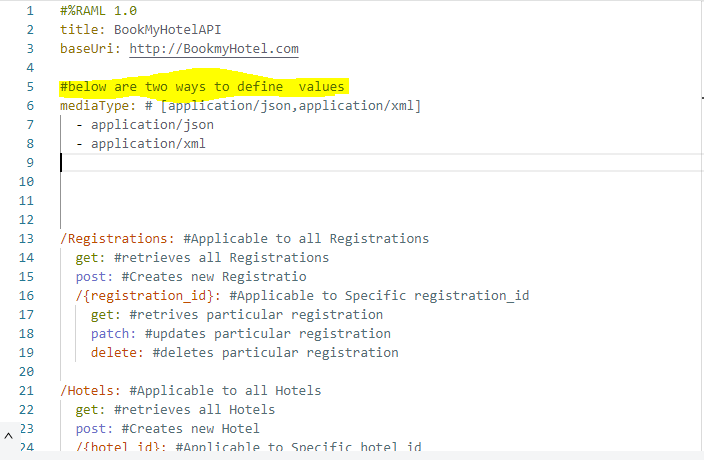 1 #%RAML 1.0
2 title: BookMyHotelAPI
3 baseUri: http://BookmyHotel.com
4
5 #below are two ways to define  values
6 mediaType: # [application/json,application/xml]
7   - application/json
8   - application/xml
9
10
11
12
13 /Registrations: #Applicable to all Registrations
14   get: #retrieves all Registrations
15   post: #Creates new Registratio
16   /{registration_id}: #Applicable to Specific registration_id
17     get: #retrives particular registration
18     patch: #updates particular registration
19     delete: #deletes particular registration
20
21 /Hotels: #Applicable to all Hotels
22   get: #retrieves all Hotels
23   post: #Creates new Hotel
24   /{hotel_id}: #Applicable to Specific hotel_id